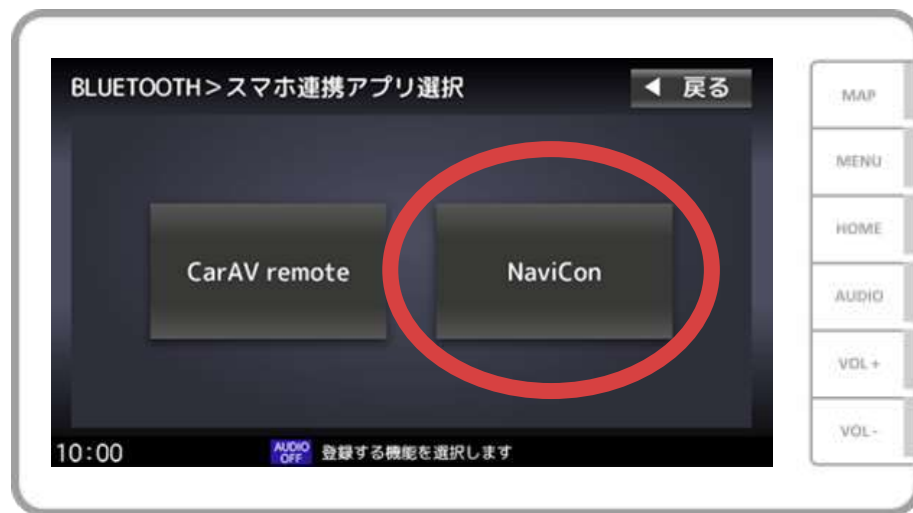 BLUETOOTH>スマホ連携アプリ選択
◀ 戻る
MAP
MENU
HOME
AUDIO
VOL+
VOL-
CarAV remote
NaviCon
10:00
AUDIO OFF
登録する機能を選択します